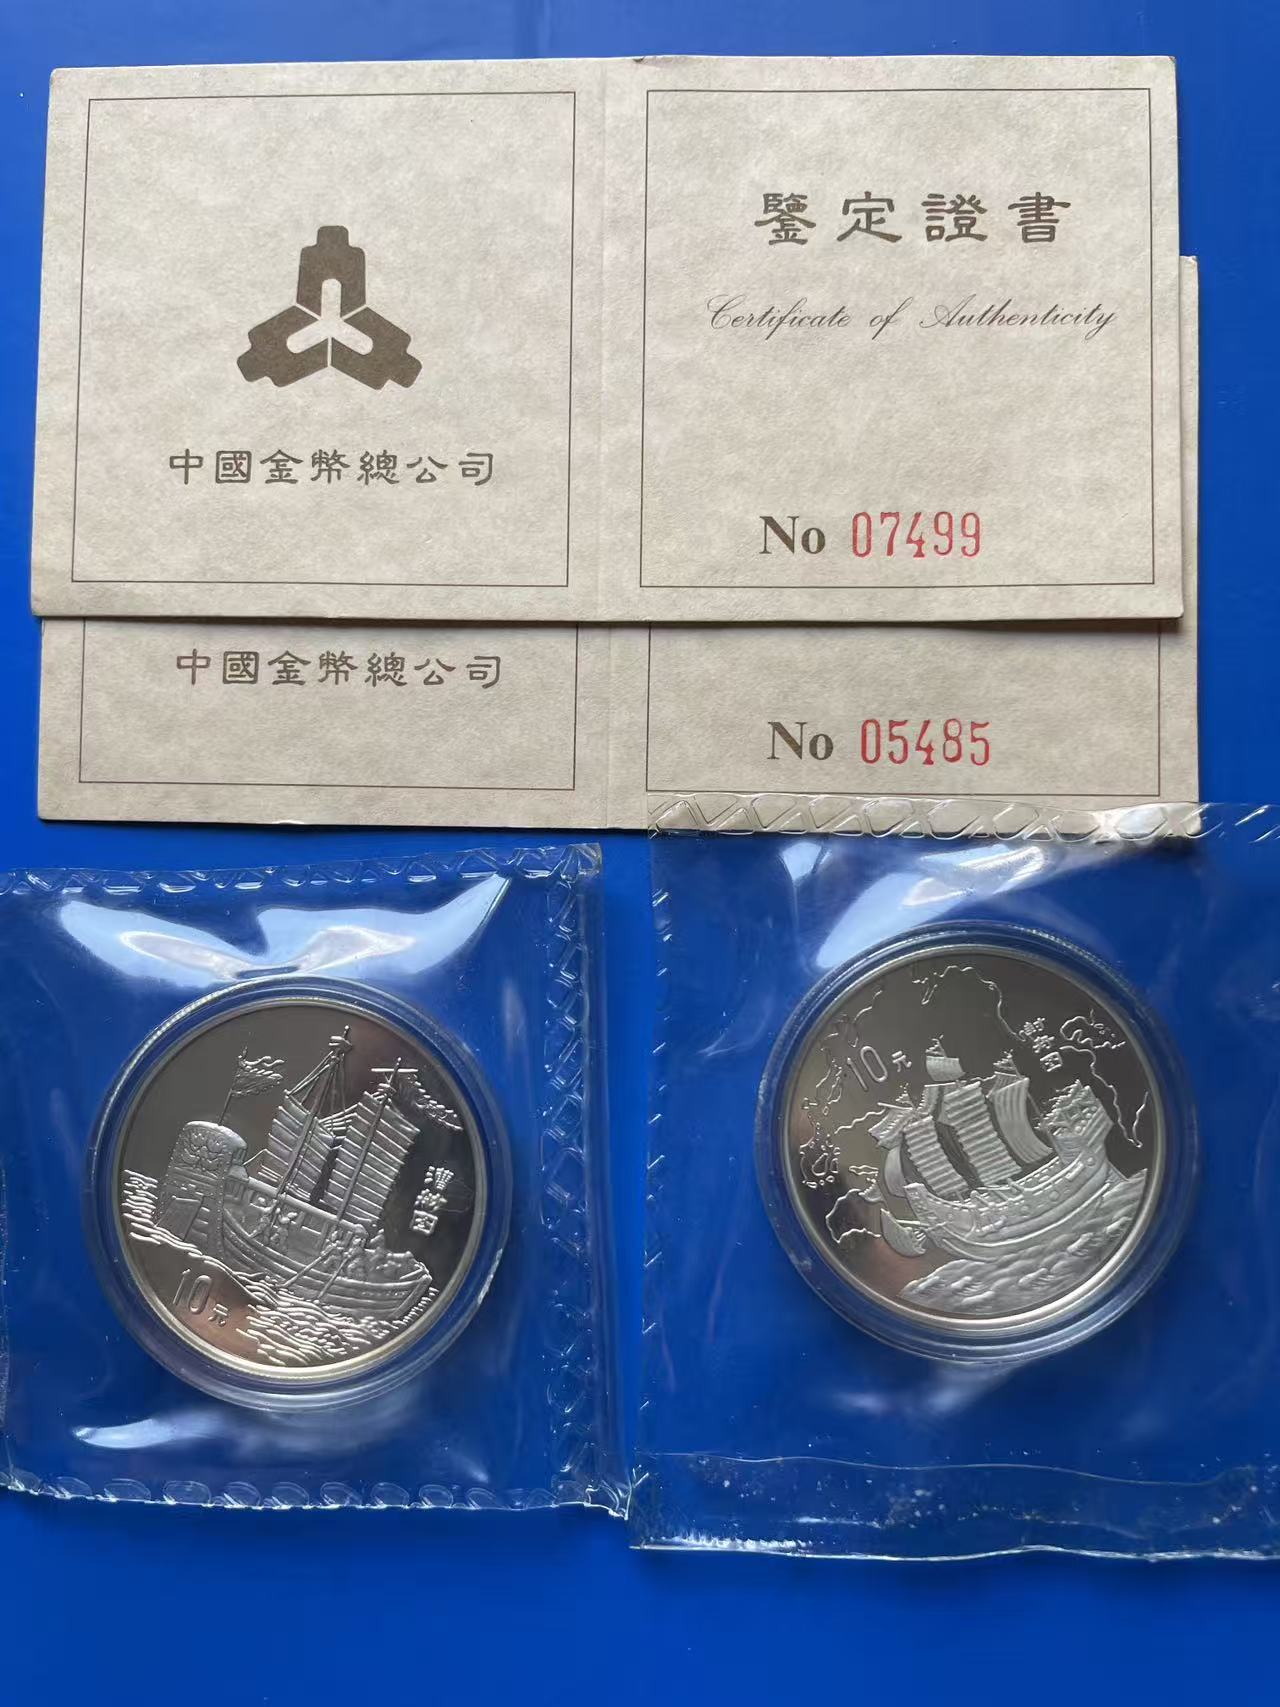 鑒定證書
Certificate of Authenticity
中國金幣總公司
No 07499
中國金幣總公司
No 05485
10元
10元